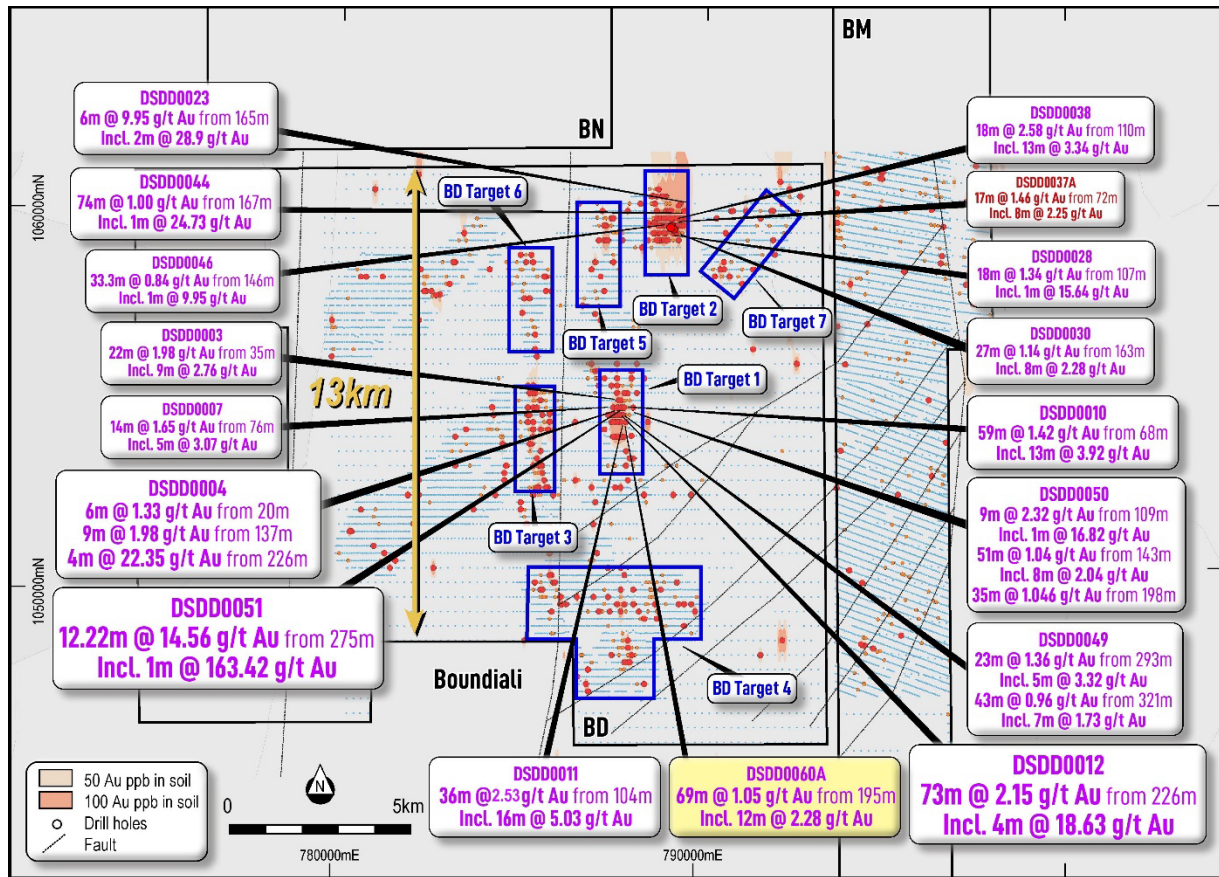 BM
BN
DSDD0023
6m @ 9.95 g/t Au from 165m
Incl. 2m @ 28.9 g/t Au
DSDD0044
74m @ 1.00 g/t Au from 167m
Incl. 1m @ 24.73 g/t Au
DSDD0046
33.3m @ 0.84 g/t Au from 146m
Incl. 1m @ 9.95 g/t Au
DSDD0003
22m @ 1.98 g/t Au from 35m
Incl. 9m @ 2.76 g/t Au
DSDD0007
14m @ 1.65 g/t Au from 76m
Incl. 5m @ 3.07 g/t Au
DSDD0004
6m @ 1.33 g/t Au from 20m
9m @ 1.98 g/t Au from 137m
4m @ 22.35 g/t Au from 226m
DSDD0051
12.22m @ 14.56 g/t Au from 275m
Incl. 1m @ 163.42 g/t Au
1060000mN
1050000mN
13km
BD Target 6
BD Target 5
BD Target 2
BD Target 7
BD Target 1
BD Target 3
BD Target 4
Boundiali
BD
DSDD0038
18m @ 2.58 g/t Au from 110m
Incl. 13m @ 3.34 g/t Au
DSDD0037A
17m @ 1.46 g/t Au from 72m
Incl. 8m @ 2.25 g/t Au
DSDD0028
18m @ 1.34 g/t Au from 107m
Incl. 1m @ 15.64 g/t Au
DSDD0030
27m @ 1.14 g/t Au from 163m
Incl. 8m @ 2.28 g/t Au
DSDD0010
59m @ 1.42 g/t Au from 68m
Incl. 13m @ 3.92 g/t Au
DSDD0050
9m @ 2.32 g/t Au from 109m
Incl. 1m @ 16.82 g/t Au
51m @ 1.04 g/t Au from 143m
Incl. 8m @ 2.04 g/t Au
35m @ 1.046 g/t Au from 198m
DSDD0049
23m @ 1.36 g/t Au from 293m
Incl. 5m @ 3.32 g/t Au
43m @ 0.96 g/t Au from 321m
Incl. 7m @ 1.73 g/t Au
DSDD0012
73m @ 2.15 g/t Au from 226m
Incl. 4m @ 18.63 g/t Au
DSDD0011
36m @2.53g/t Au from 104m
Incl. 16m @ 5.03 g/t Au
DSDD0060A
69m @ 1.05 g/t Au from 195m
Incl. 12m @ 2.28 g/t Au
50 Au ppb in soil
100 Au ppb in soil
Drill holes
Fault
N
0 5km
780000mE
790000mE